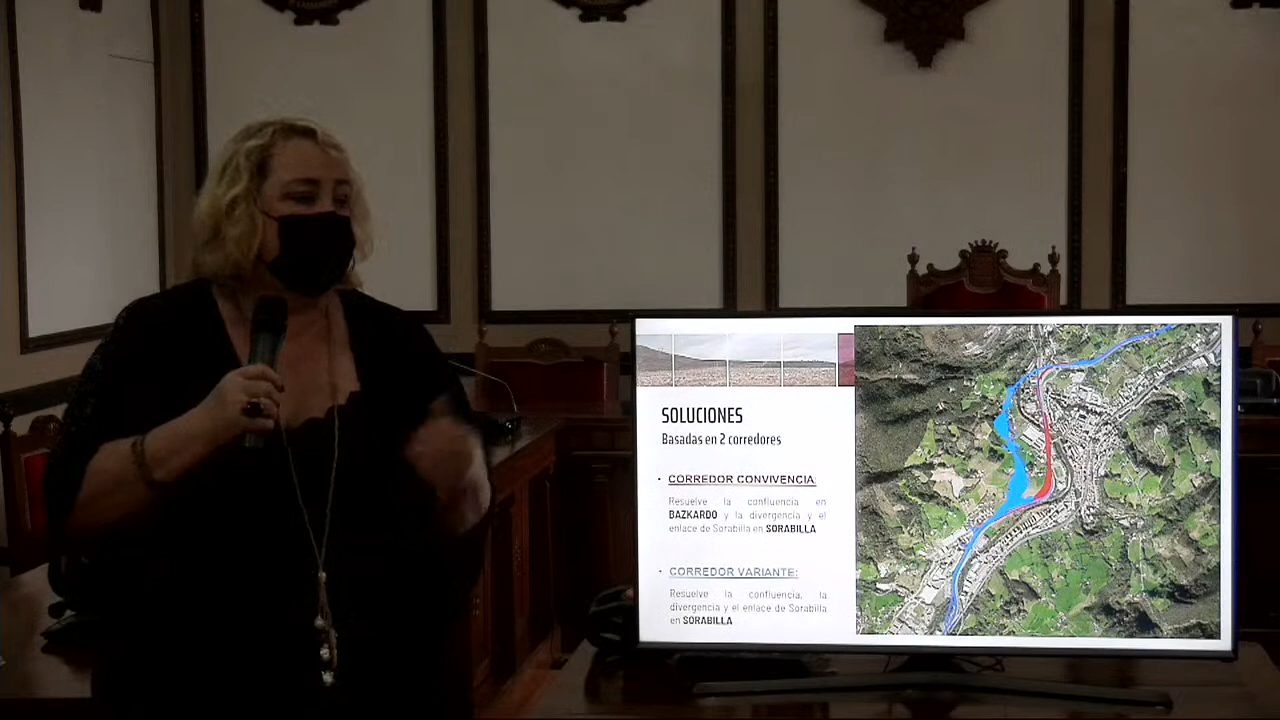 SOLUCIONES
Basadas en 2 corredores
• CORREDOR CONVIVENCIA:
Resuelve la confluencia en
BAZKARDO y la divergencia y el
enlace de Sorabilla en SORABILLA
• CORREDOR VARIANTE:
Resuelve la confluencia, la
divergencia y el enlace de Sorabilla
en SORABILLA